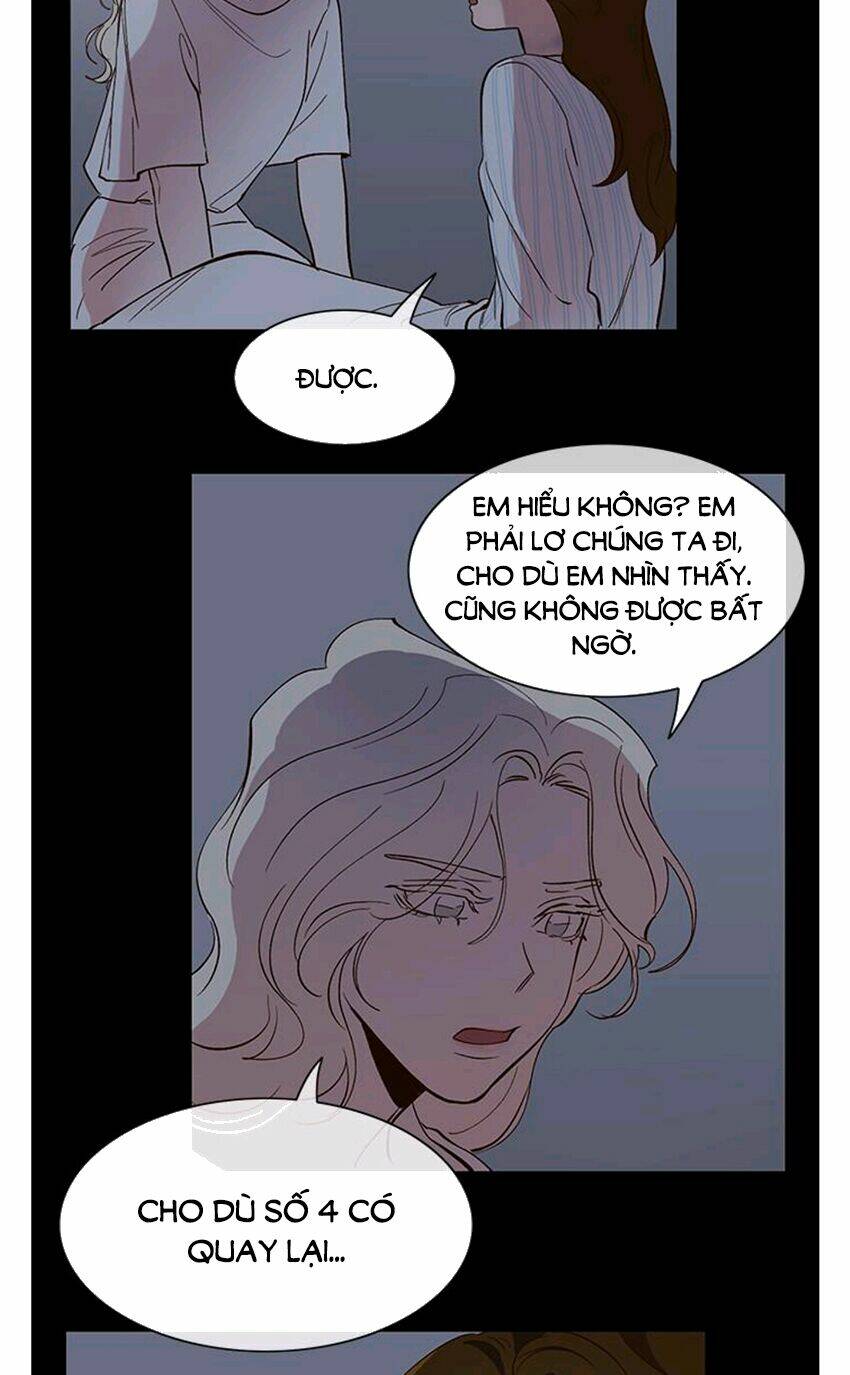 ĐƯỢC.
EM HIỂU KHÔNG? EM
PHẢI LƠ CHÚNG TA ĐI,
CHO DÙ EM NHÌN THẤY.
CŨNG KHÔNG ĐƯỢC BẤT
NGỜ.
CHO DÙ SỐ 4 CÓ
QUAY LẠI...